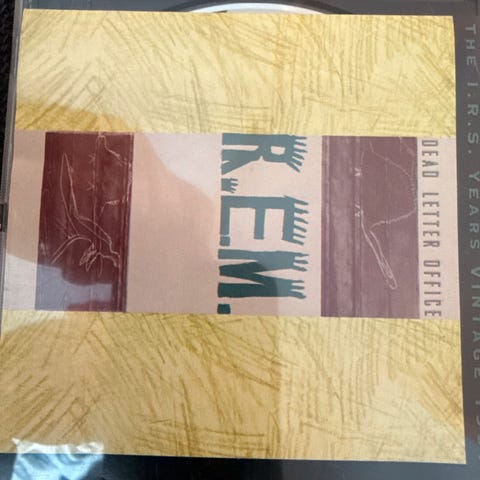 THE I.R.S. YEARS VINTAGE
DEAD LETTER OFFICE
R.E.M.